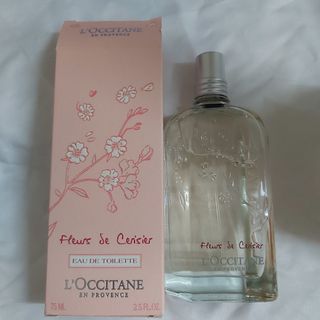 L'OCCITANE
EN PROVENCE
Fleurs de Cerisier
EAU DE TOILETTE
L'OCCITANE
EN PROVENCE
75 ML
2.5 FL.OZ.
Fleurs de Cerisier
L'OCCITANE
EN PROVENCE